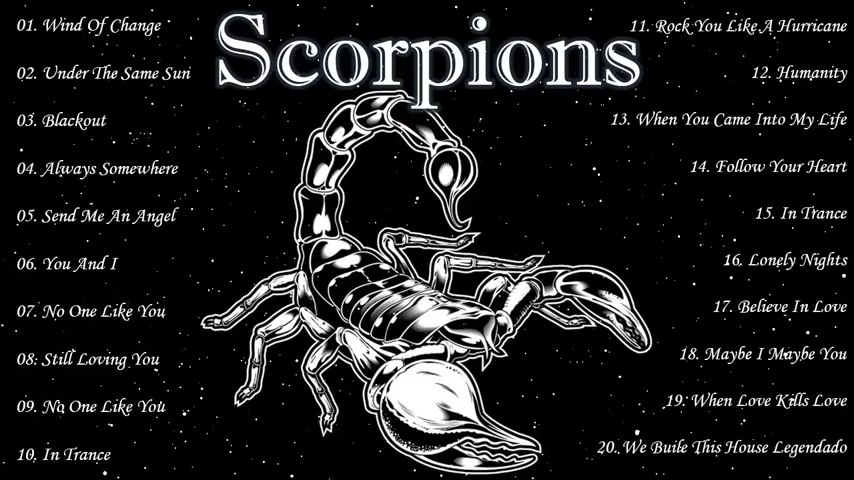 Scorpions
01. Wind Of Change
02. Under The Same Sun
03. Blackout
04. Always Somewhere
05. Send Me An Angel
06. You And I
07. No One Like You
08. Still Loving You
09. No One Like You
10. In Trance
11. Rock You Like A Hurricane
12. Humanity
13. When You Came Into My Life
14. Follow Your Heart
15. In Trance
16. Lonely Nights
17. Believe In Love
18. Maybe I Maybe You
19. When Love Kills Love
20. We Buile This House Legendado